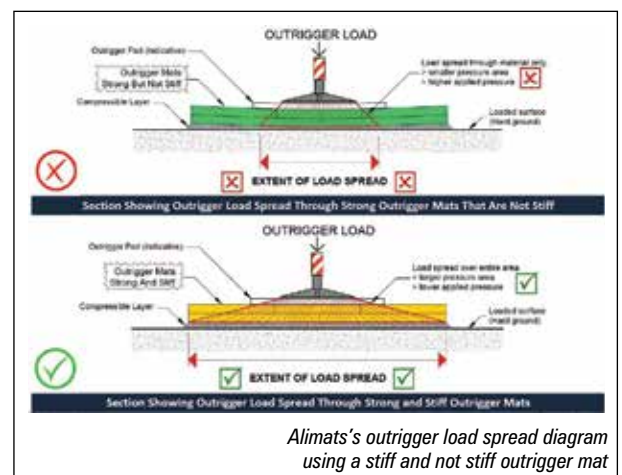 OUTRIGGER LOAD
Outrigger Pad (indicative)
Outrigger Mats
Strong But Not Stiff
Compressible Layer
Load spread through material only
> smaller pressure area
> higher applied pressure
Loaded surface
(Hard ground)
EXTENT OF LOAD SPREAD
Section Showing Outrigger Load Spread Through Strong Outrigger Mats That Are Not Stiff
OUTRIGGER LOAD
Outrigger Pad (indicative)
Outrigger Mats
Strong And Stiff
Compressible Layer
Load spread over entire area
> larger pressure area
> lower applied pressure
Loaded surface
(Hard ground)
EXTENT OF LOAD SPREAD
Section Showing Outrigger Load Spread Through Strong and Stiff Outrigger Mats
Alimats's outrigger load spread diagram
using a stiff and not stiff outrigger mat